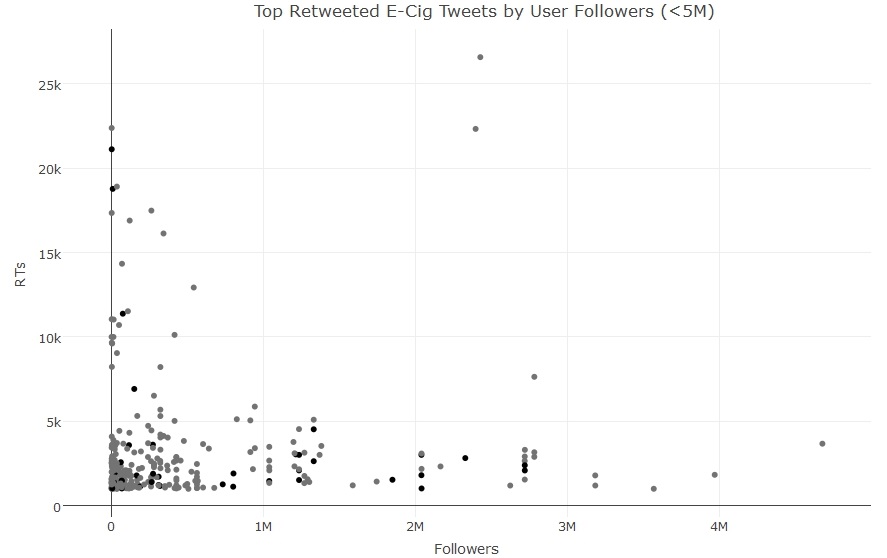 Top Retweeted E-Cig Tweets by User Followers (<5M)
25k
20k
15k
10k
5k
0
RTs
0 1M 2M 3M 4M
Followers